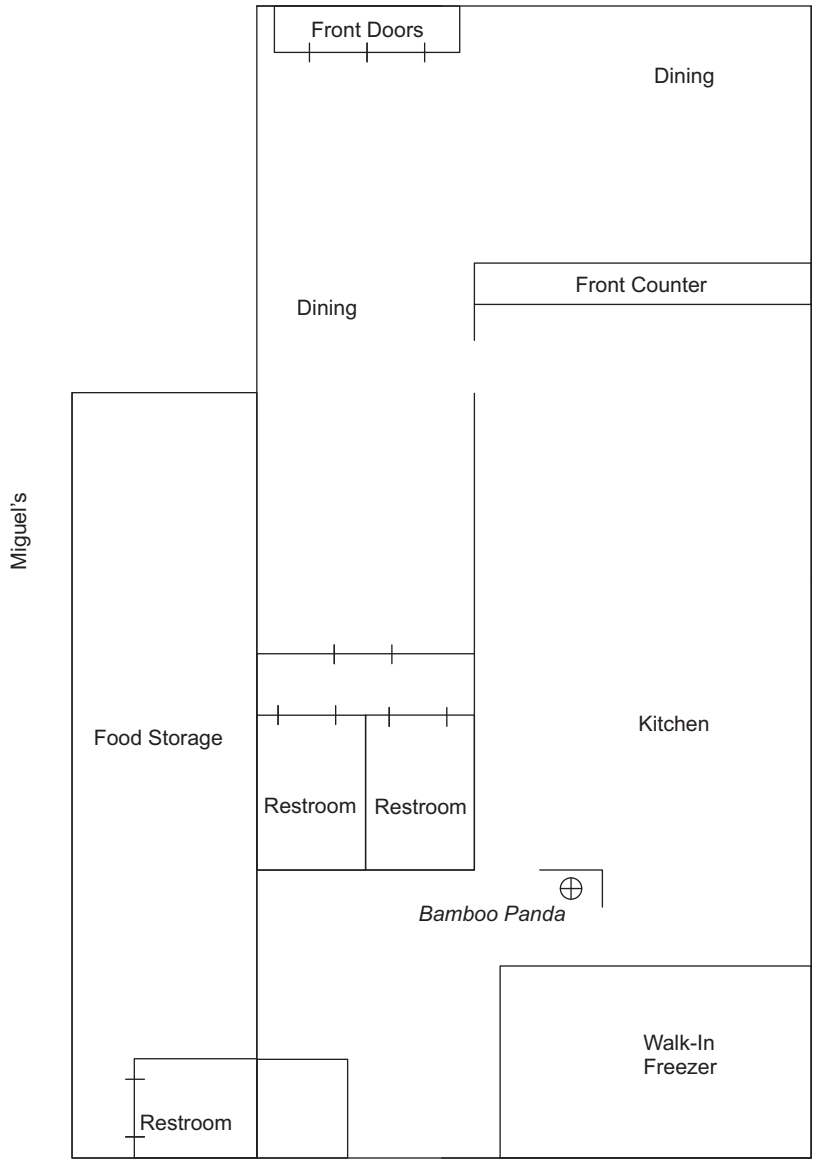 Front Doors
Dining
Front Counter
Dining
Miguel's
Food Storage
Kitchen
Restroom
Restroom
Bamboo Panda
Walk-In
Freezer
Restroom